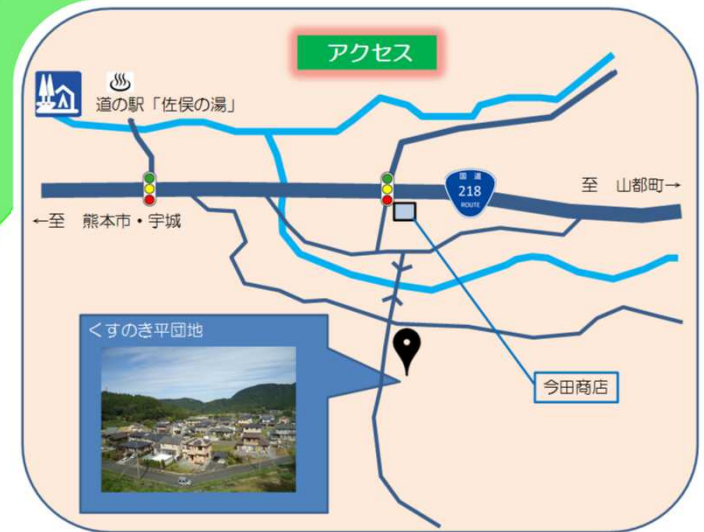 アクセス
道の駅「佐俣の湯」
国道
218
ROUTE
至 山都町→
←至 熊本市・宇城
くすのき平団地
今田商店